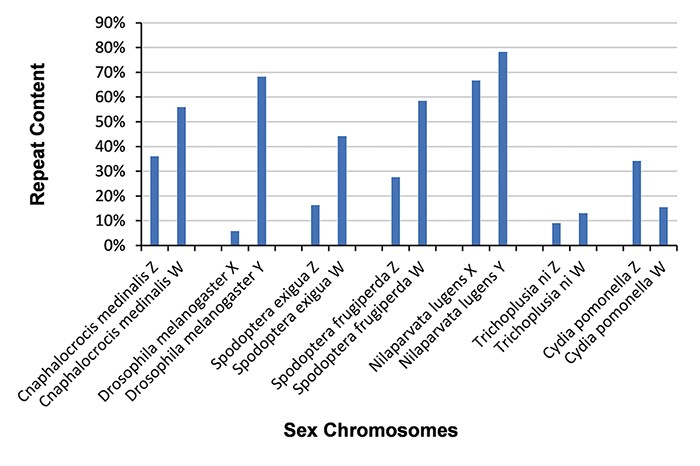 90%
80%
70%
60%
50%
40%
30%
20%
10%
0%
Repeat Content
Cnaphalocrocis medinalis Z
Cnaphalocrocis medinalis W
Drosophila melanogaster X
Drosophila melanogaster Y
Spodoptera exigua Z
Spodoptera exigua W
Spodoptera frugiperda Z
Spodoptera frugiperda W
Nilaparvata lugens X
Nilaparvata lugens Y
Trichoplusia ni Z
Trichoplusia ni W
Cydia pomonella Z
Cydia pomonella W
Sex Chromosomes